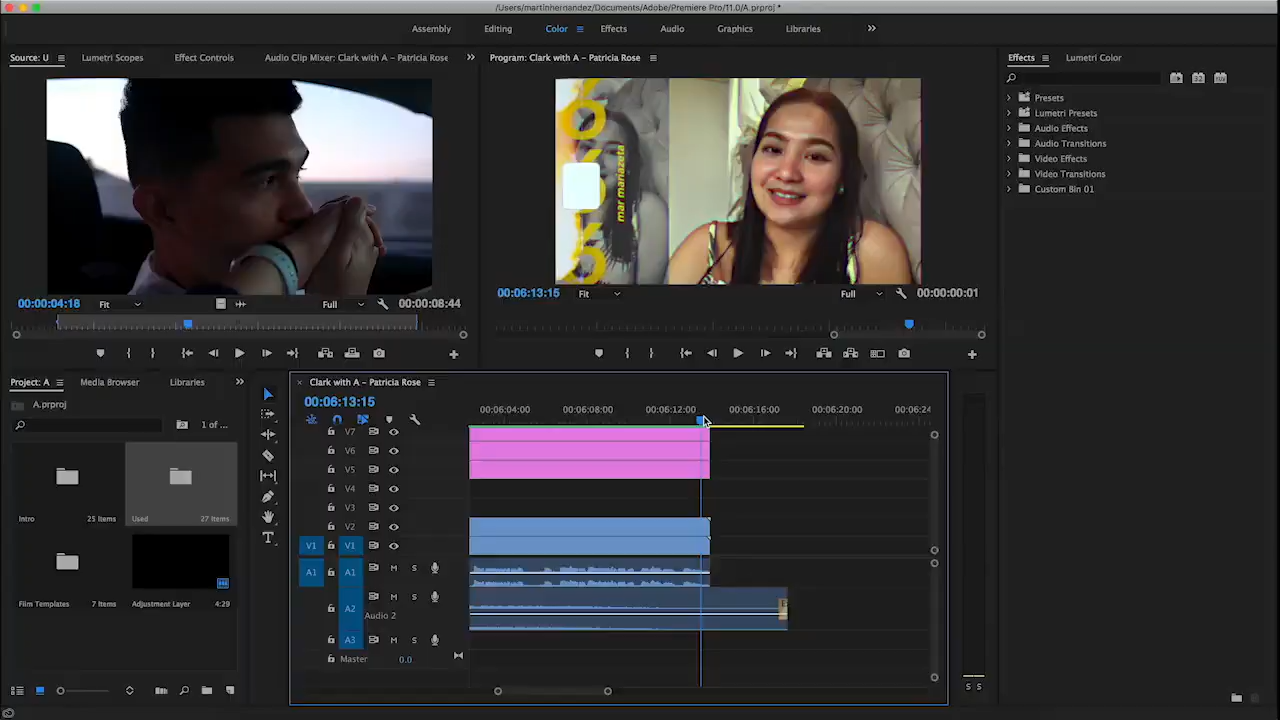 /Users/martinhernandez/Documents/Adobe/Premiere Pro/11.0/A.prproj *
Assembly Editing Color Effects Audio Graphics Libraries
Source: U Lumetri Scopes Effect Controls Audio Clip Mixer: Clark with A - Patricia Rose
Program: Clark with A - Patricia Rose
Effects Lumetri Color
Presets
Lumetri Presets
Audio Effects
Audio Transitions
Video Effects
Video Transitions
Custom Bin 01
mar mariazeta
00:00:04:18 Fit Full 00:00:08:44
00:06:13:15 Fit Full 00:00:00:01
Project: A Media Browser Libraries
A.prproj
1 of ...
Intro 25 Items
Used 27 Items
Film Templates 7 Items
Adjustment Layer 4:29
Clark with A - Patricia Rose
00:06:13:15
00:06:04:00 00:06:08:00 00:06:12:00 00:06:16:00 00:06:20:00 00:06:24
V7
V6
V5
V4
V3
V2
V1 V1
A1 A1 M S
A2 M S
Audio 2
A3 M S
Master 0.0
S S